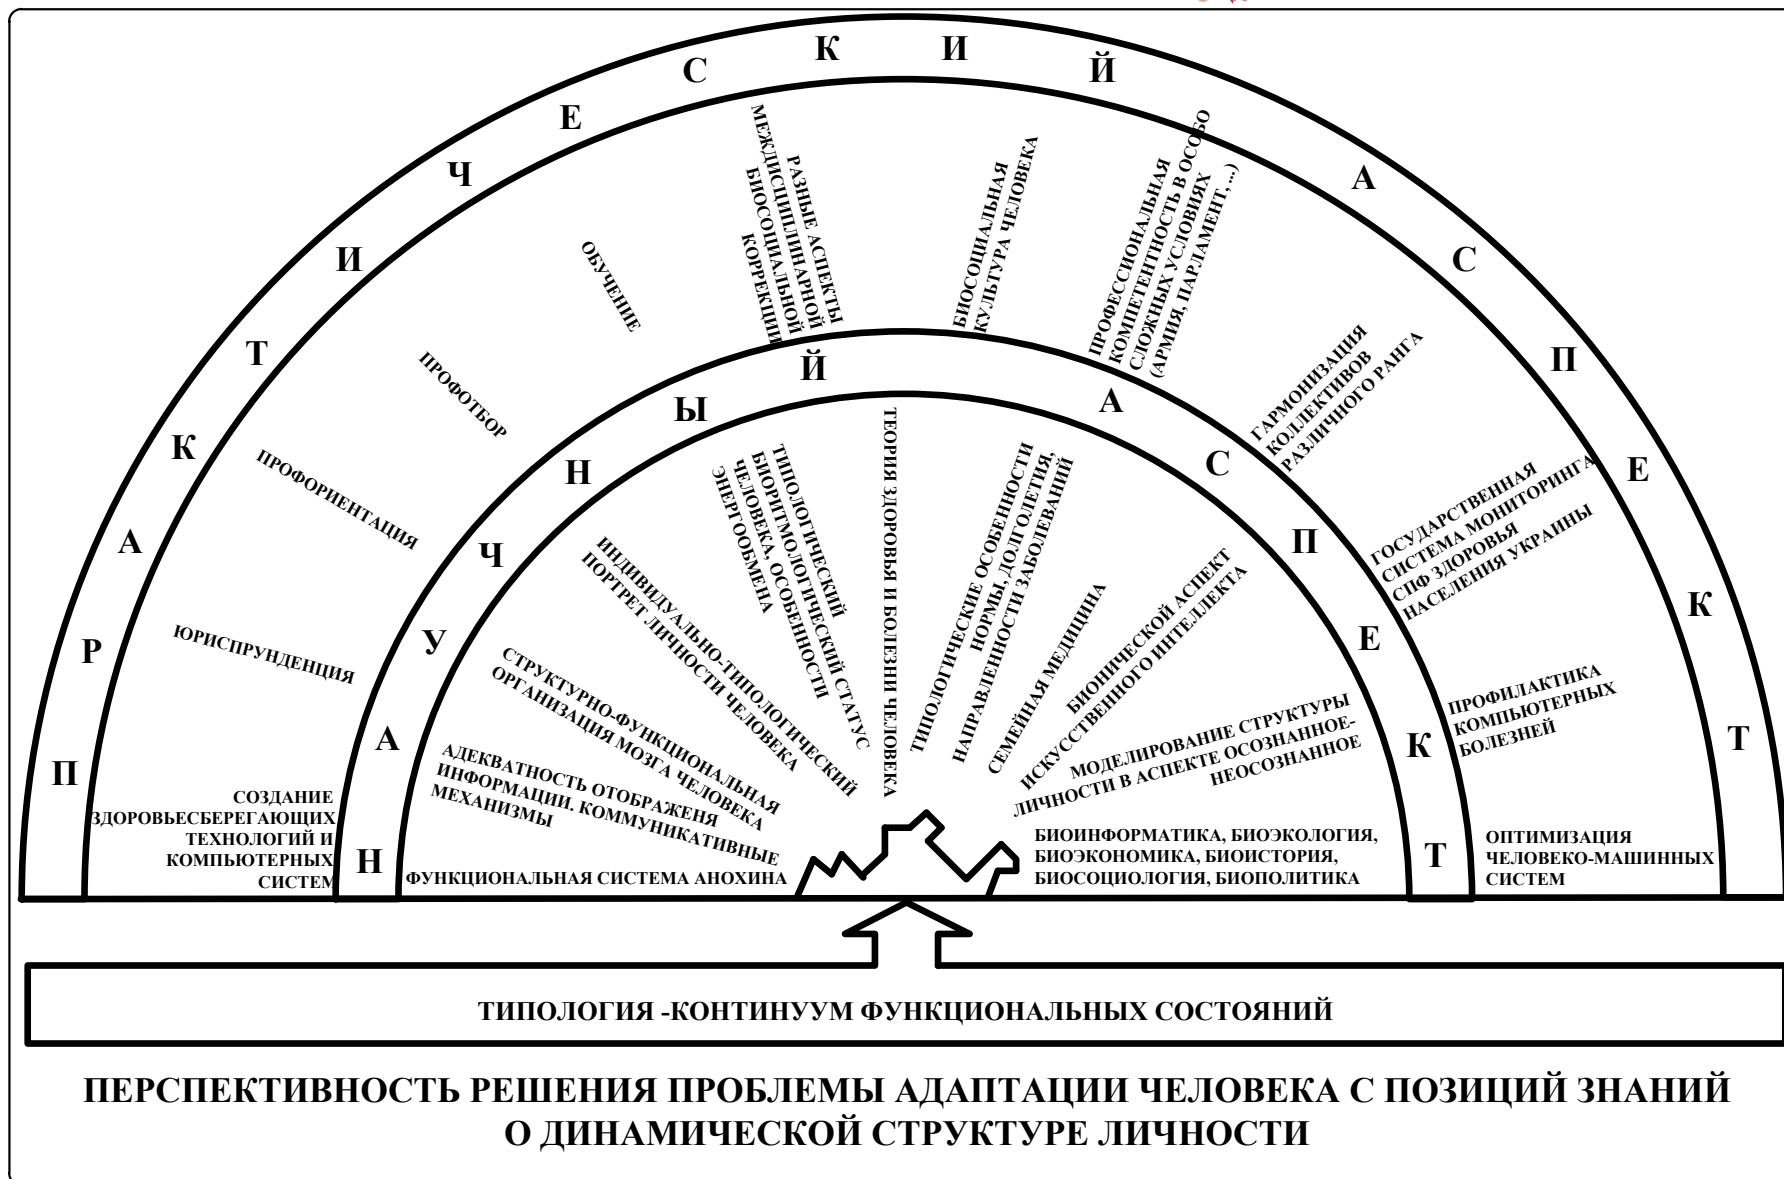 ПРАКТИЧЕСКИЙ АСПЕКТ
СОЗДАНИЕ
ЗДОРОВЬЕСБЕРЕГАЮЩИХ
ТЕХНОЛОГИЙ И
КОМПЬЮТЕРНЫХ
СИСТЕМ
ЮРИСПРУНДЕНЦИЯ
ПРОФОРИЕНТАЦИЯ
ПРОФОТБОР
ОБУЧЕНИЕ
РАЗНЫЕ АСПЕКТЫ
МЕЖДИСЦИПЛИНАРНОЙ
БИОСОЦИАЛЬНОЙ
КОРРЕКЦИИ
БИОСОЦИАЛЬНАЯ
КУЛЬТУРА ЧЕЛОВЕКА
ПРОФЕССИОНАЛЬНАЯ
КОМПЕТЕНТНОСТЬ В ОСОБО
СЛОЖНЫХ УСЛОВИЯХ
(АРМИЯ, ПАРЛАМЕНТ, ...)
ГАРМОНИЗАЦИЯ
КОЛЛЕКТИВОВ
РАЗЛИЧНОГО РАНГА
ГОСУДАРСТВЕННАЯ
СИСТЕМА МОНИТОРИНГА
СПФ ЗДОРОВЬЯ
НАСЕЛЕНИЯ УКРАИНЫ
ПРОФИЛАКТИКА
КОМПЬЮТЕРНЫХ
БОЛЕЗНЕЙ
ОПТИМИЗАЦИЯ
ЧЕЛОВЕКО-МАШИННЫХ
СИСТЕМ
НАУЧНЫЙ АСПЕКТ
ФУНКЦИОНАЛЬНАЯ СИСТЕМА АНОХИНА
АДЕКВАТНОСТЬ ОТОБРАЖЕНЯ
ИНФОРМАЦИИ. КОММУНИКАТИВНЫЕ
МЕХАНИЗМЫ
СТРУКТУРНО-ФУНКЦИОНАЛЬНАЯ
ОРГАНИЗАЦИЯ МОЗГА ЧЕЛОВЕКА
ИНДИВИДУАЛЬНО-ТИПОЛОГИЧЕСКИЙ
ПОРТРЕТ ЛИЧНОСТИ ЧЕЛОВЕКА
ТИПОЛОГИЧЕСКИЙ
БИОРИТМОЛОГИЧЕСКИЙ СТАТУС
ЧЕЛОВЕКА, ОСОБЕННОСТИ
ЭНЕРГООБМЕНА
ТЕОРИЯ ЗДОРОВЬЯ И БОЛЕЗНИ ЧЕЛОВЕКА
ТИПОЛОГИЧЕСКИЕ ОСОБЕННОСТИ
НОРМЫ, ДОЛГОЛЕТИЯ,
НАПРАВЛЕННОСТИ ЗАБОЛЕВАНИЙ
СЕМЕЙНАЯ МЕДИЦИНА
БИОНИЧЕСКИЙ АСПЕКТ
ИСКУССТВЕННОГО ИНТЕЛЛЕКТА
МОДЕЛИРОВАНИЕ СТРУКТУРЫ
ЛИЧНОСТИ В АСПЕКТЕ ОСОЗНАННОЕ-
НЕОСОЗНАННОЕ
БИОИНФОРМАТИКА, БИОЭКОЛОГИЯ,
БИОЭКОНОМИКА, БИОИСТОРИЯ,
БИОСОЦИОЛОГИЯ, БИОПОЛИТИКА
ТИПОЛОГИЯ -КОНТИНУУМ ФУНКЦИОНАЛЬНЫХ СОСТОЯНИЙ
ПЕРСПЕКТИВНОСТЬ РЕШЕНИЯ ПРОБЛЕМЫ АДАПТАЦИИ ЧЕЛОВЕКА С ПОЗИЦИЙ ЗНАНИЙ
О ДИНАМИЧЕСКОЙ СТРУКТУРЕ ЛИЧНОСТИ